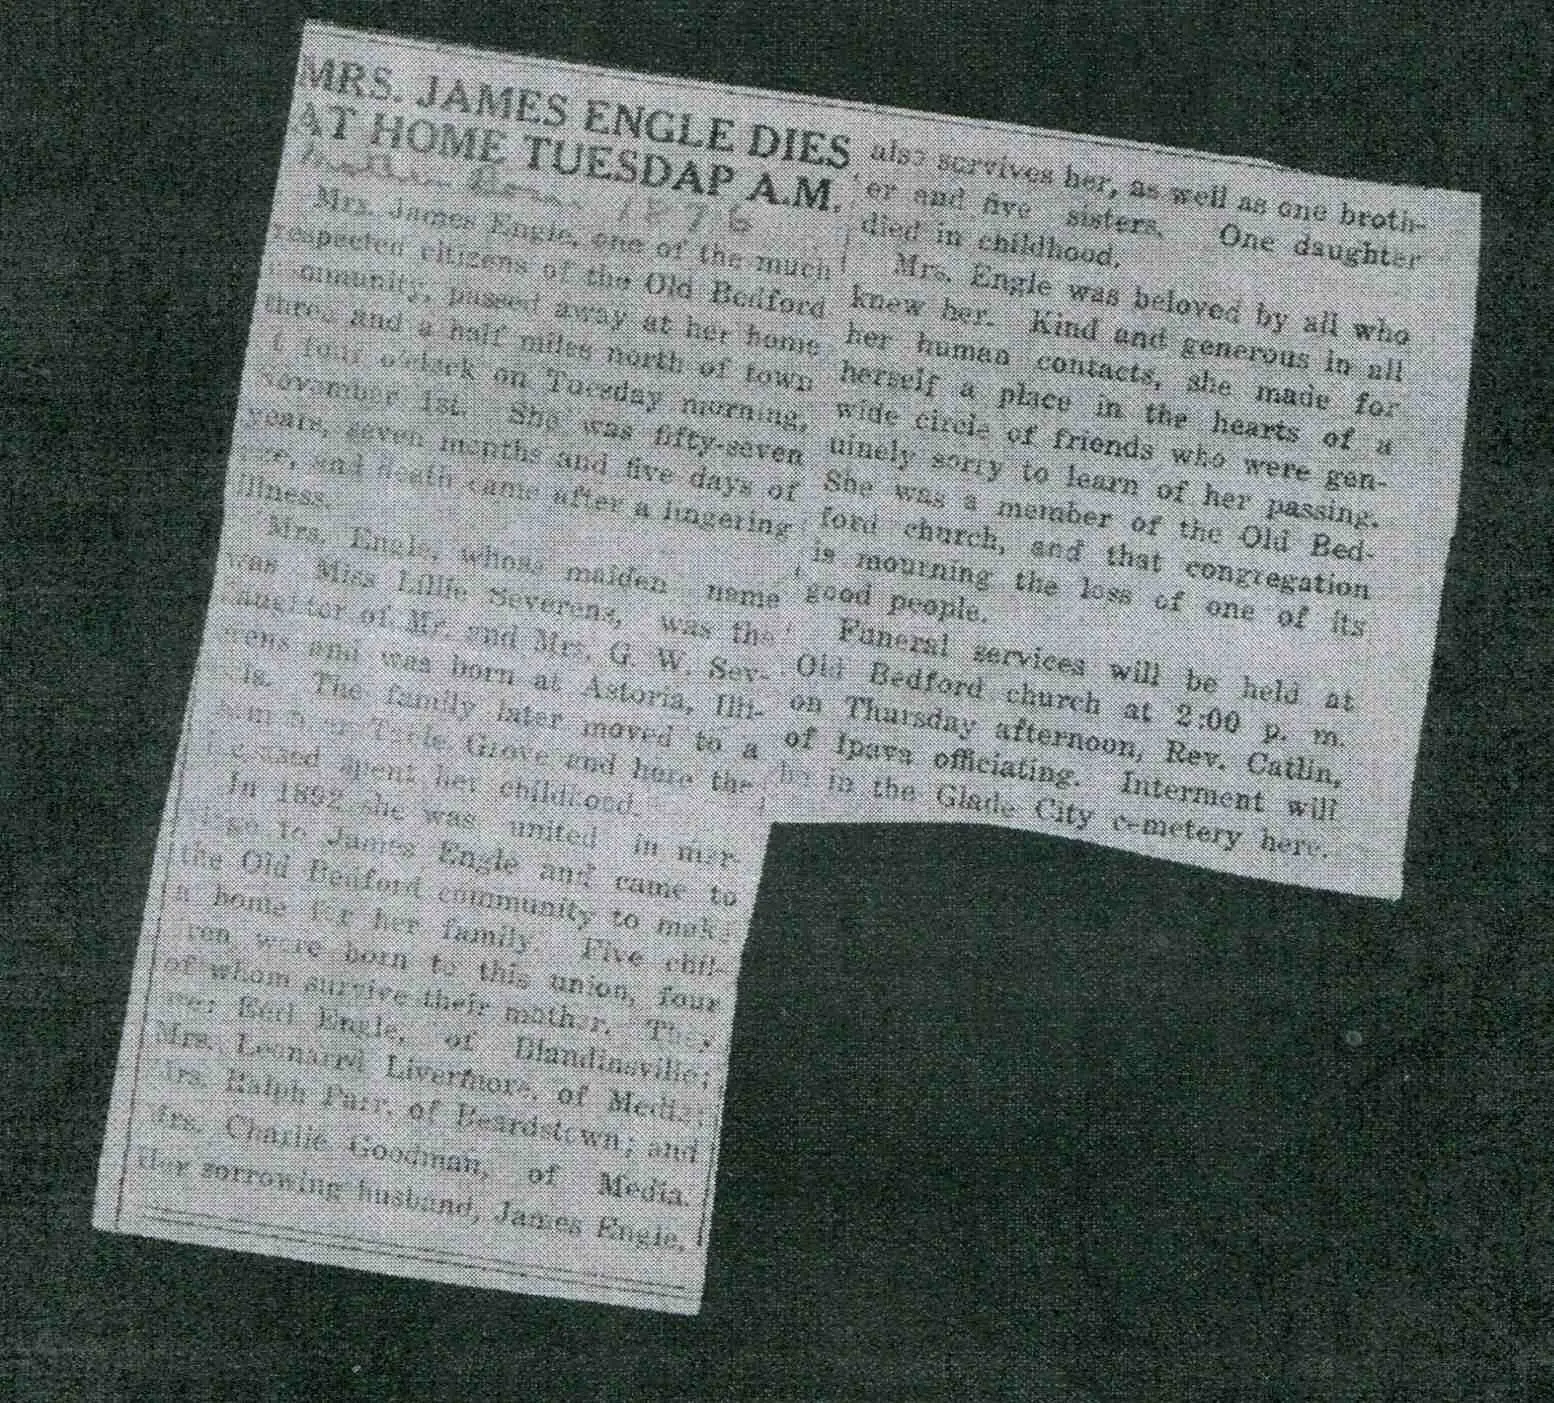 MRS. JAMES ENGLE DIES
AT HOME TUESDAP A.M.
1876
Mrs. James Engle, one of the much
respected citizens of the Old Bedford
community, passed away at her home
three and a half miles north of town
t four o'clock on Tuesday morning,
November 1st. She was fifty-seven
years, seven months and five days of
age, and death came after a lingering
illness.
Mrs. Engle, whose maiden name
was Miss Lillie Severens, was the
daughter of Mr. and Mrs. G. W. Sev-
erens and was born at Astoria, Illi-
is. The family later moved to a
Table Grove and here the
deceased spent her childhood.
In 1892 she was united in mar-
riage to James Engle and came to
the Old Bedford community to make
a home for her family. Five chil-
ren were born to this union, four
of whom survive their mother. They
are: Earl Engle, of Blandinsville;
Mrs. Leonard Livermore, of Media;
Mrs. Ralph Parr, of Beardstown; and
Mrs. Charlie Goodman, of Media.
Her sorrowing husband, James Engle,
also survives her, as well as one broth-
er and five sisters. One daughter
died in childhood.
Mrs. Engle was beloved by all who
knew her. Kind and generous in all
her human contacts, she made for
herself a place in the hearts of a
wide circle of friends who were gen-
uinely sorry to learn of her passing.
She was a member of the Old Bed-
ford church, and that congregation
is mourning the loss of one of its
good people.
Funeral services will be held at
Old Bedford church at 2:00 p. m.
on Thursday afternoon, Rev. Catlin,
of Ipava officiating. Interment will
be in the Glade City cemetery here.